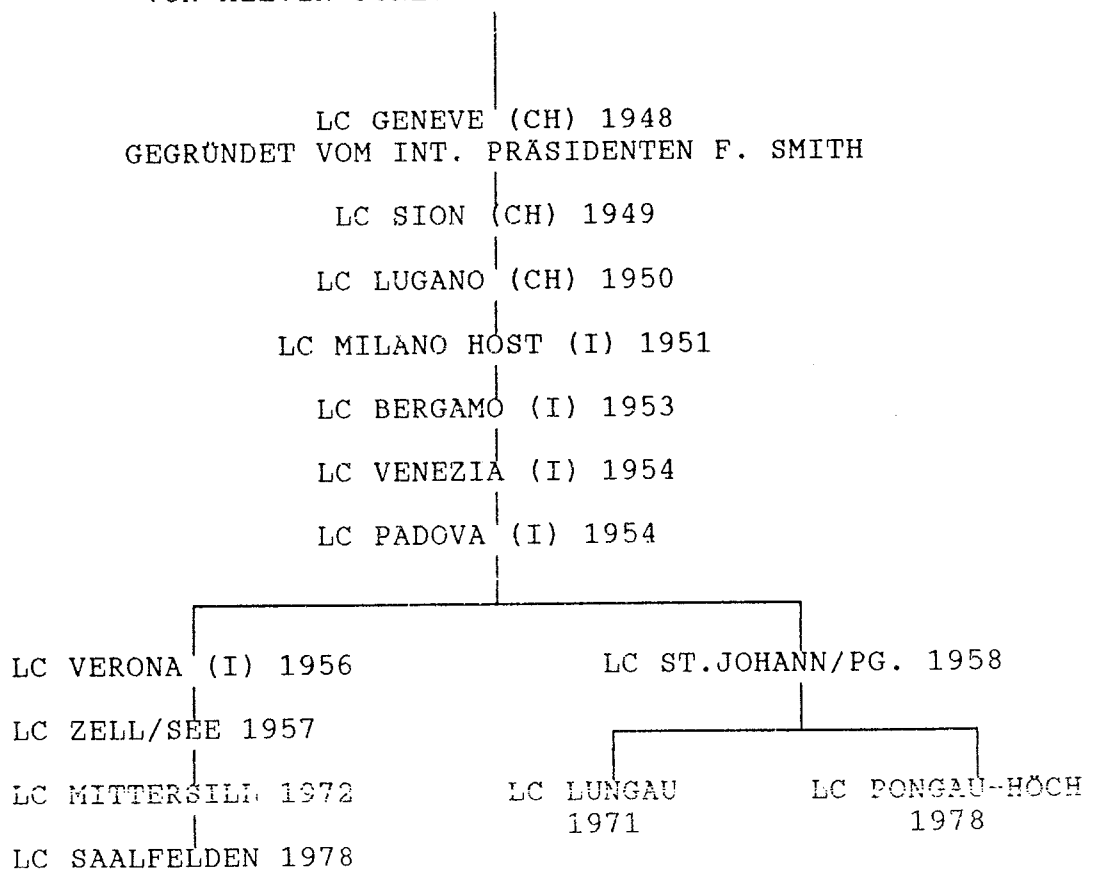 LC GENEVE (CH) 1948
GEGRÜNDET VOM INT. PRÄSIDENTEN F. SMITH
LC SION (CH) 1949
LC LUGANO (CH) 1950
LC MILANO HOST (I) 1951
LC BERGAMO (I) 1953
LC VENEZIA (I) 1954
LC PADOVA (I) 1954
LC VERONA (I) 1956
LC ST.JOHANN/PG. 1958
LC ZELL/SEE 1957
LC MITTERSILL 1972
LC LUNGAU
1971
LC PONGAU-HÖCH
1978
LC SAALFELDEN 1978